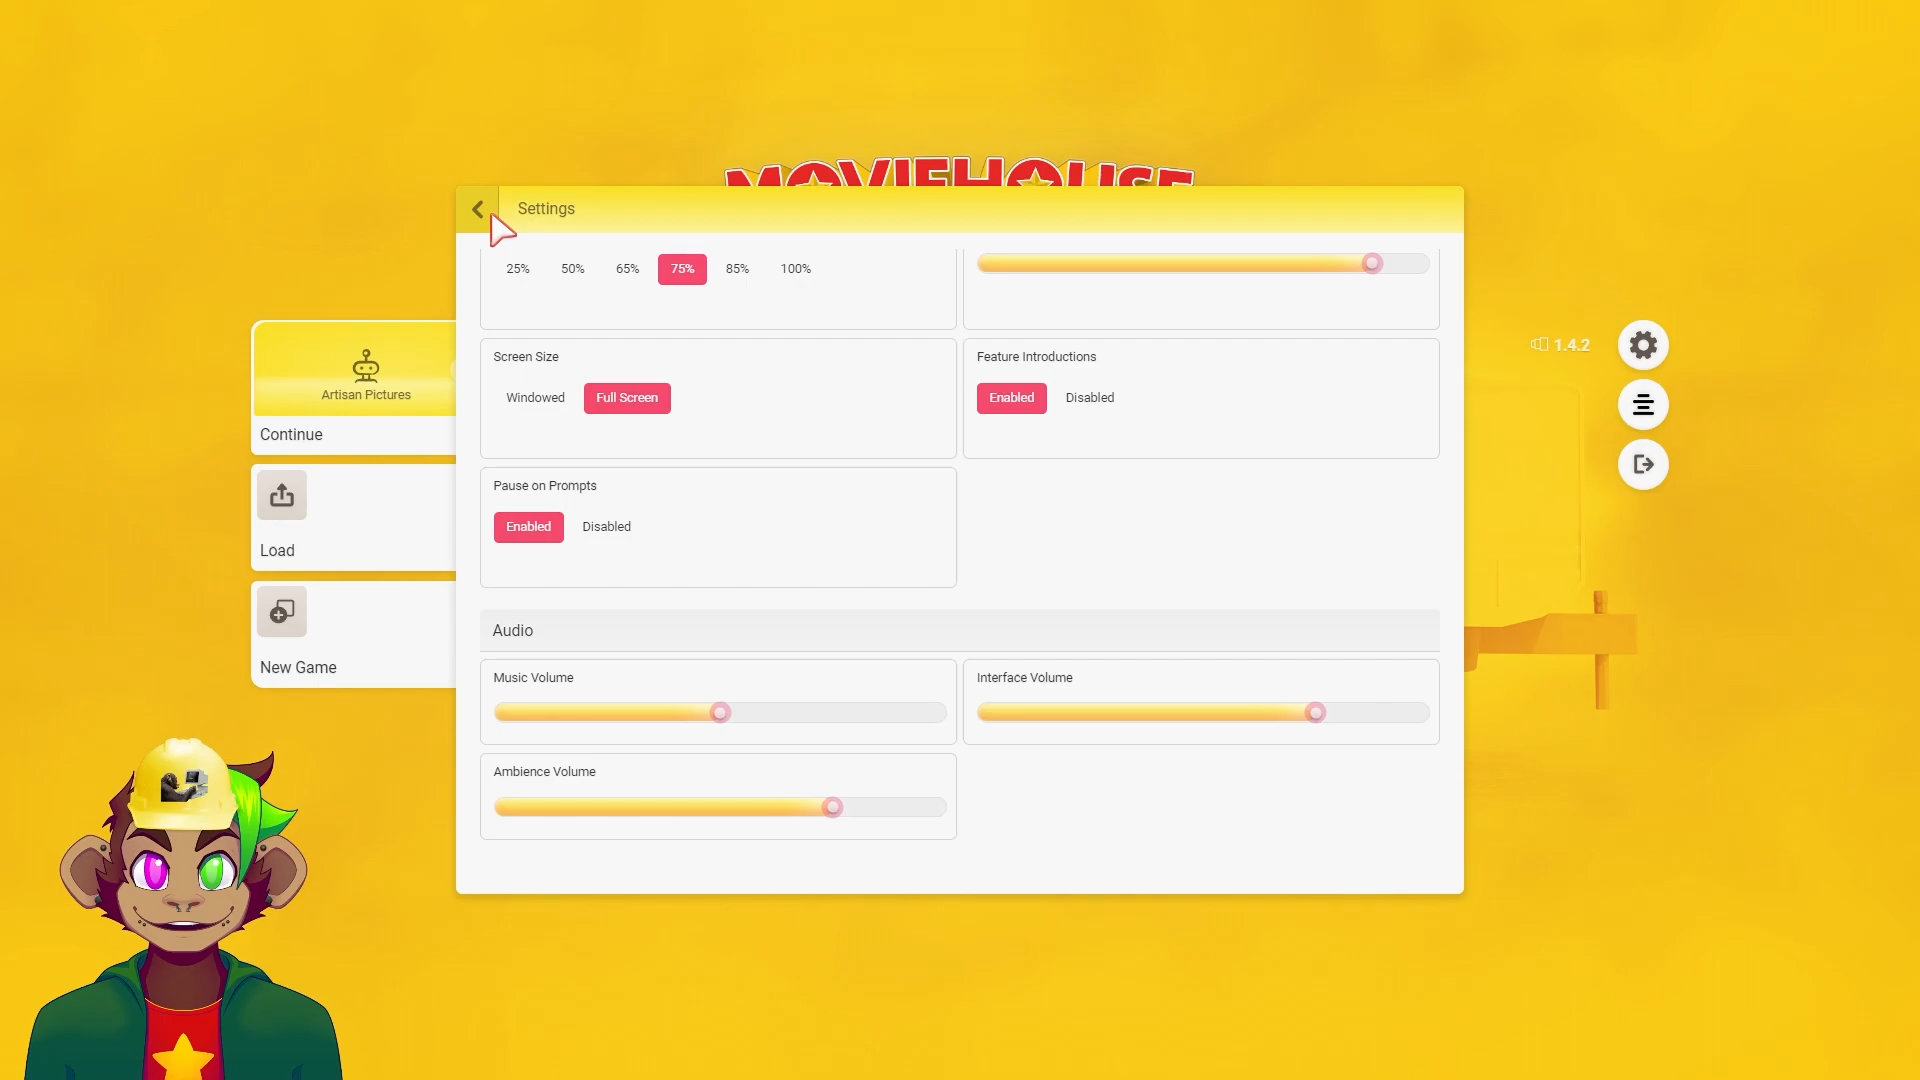 MOVIEHOUSE
Settings
25% 50% 65% 75% 85% 100%
Screen Size
Windowed Full Screen
Feature Introductions
Enabled Disabled
Pause on Prompts
Enabled Disabled
Audio
Music Volume
Interface Volume
Ambience Volume
Artisan Pictures
Continue
Load
New Game
1.4.2